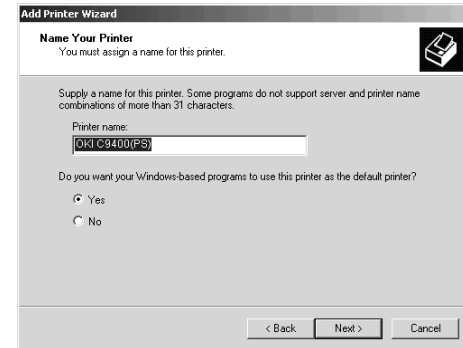 Add Printer Wizard
Name Your Printer
You must assign a name for this printer.
Supply a name for this printer. Some programs do not support server and printer name
combinations of more than 31 characters.
Printer name:
OKI C9400(PS)
Do you want your Windows-based programs to use this printer as the default printer?
Yes
No
< Back
Next >
Cancel